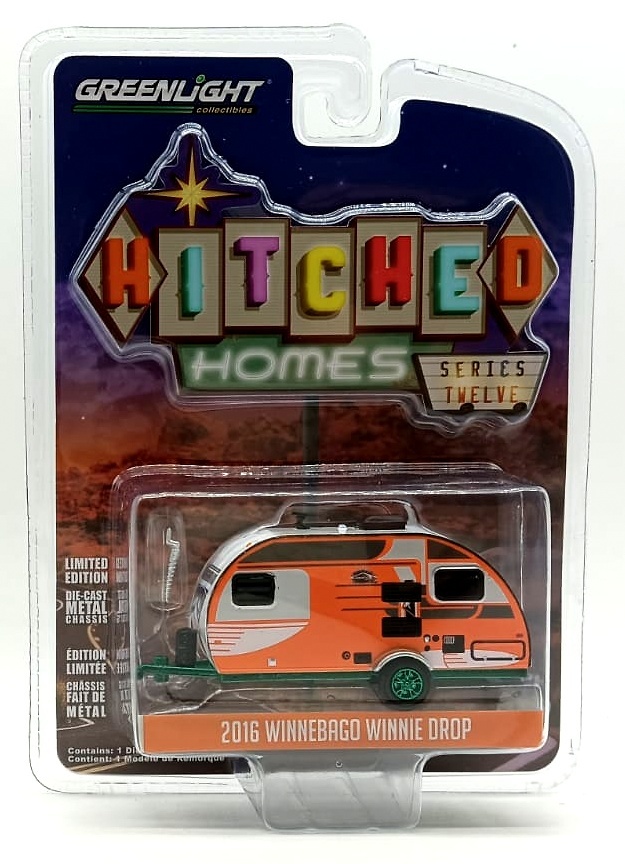 GREENLIGHT
collectibles
HITCHED
HOMES
SERIES
TWELVE
LIMITED
EDITION
DIE-CAST
METAL
CHASSIS
ÉDITION
LIMITÉE
CHÂSSIS
FAIT DE
MÉTAL
2016 WINNEBAGO WINNIE DROP
Contains: 1
Contient: 1 Modèle de Remorque